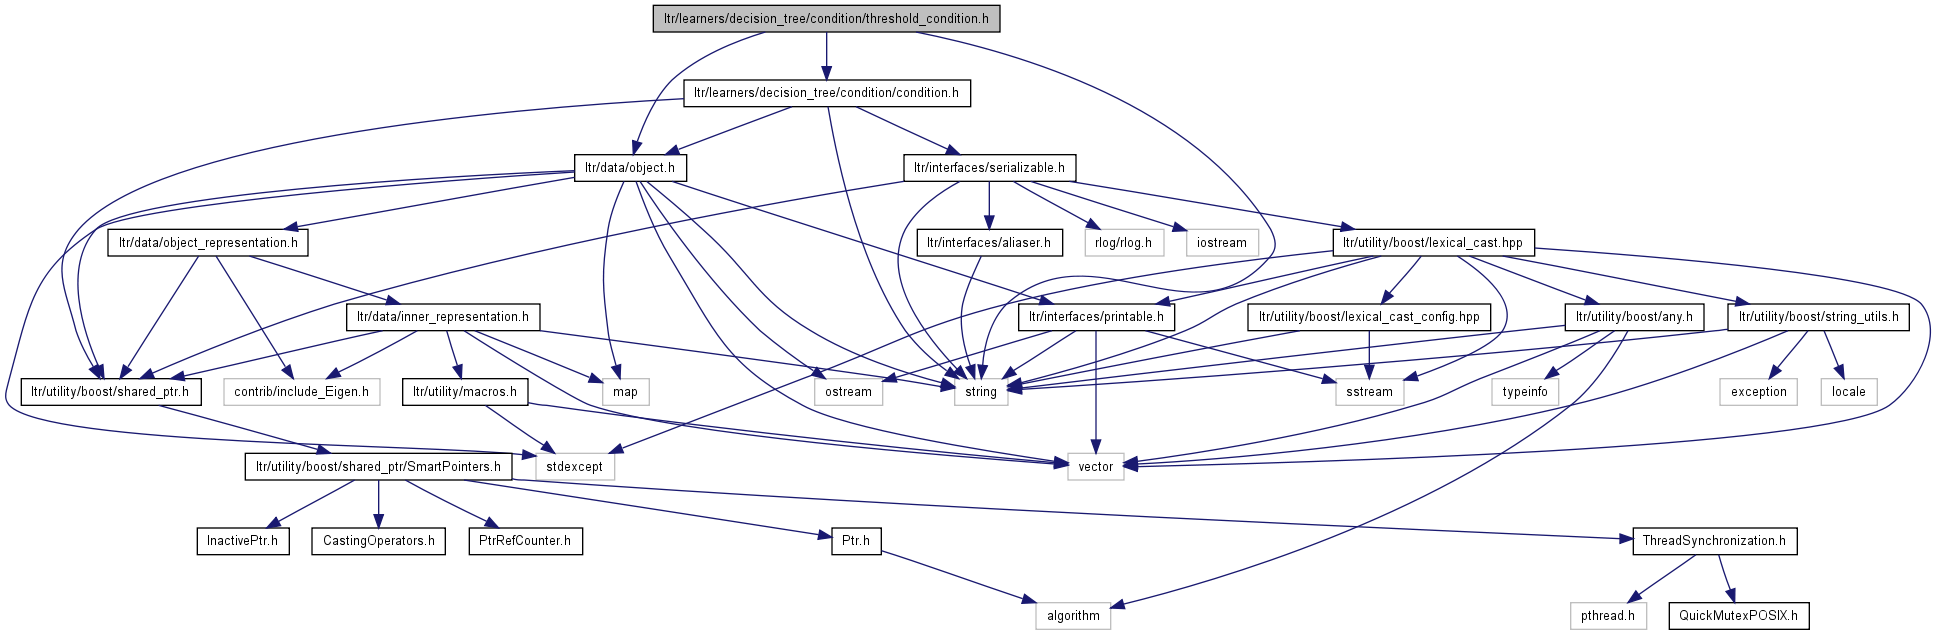 ltr/learners/decision_tree/condition/threshold_condition.h
ltr/learners/decision_tree/condition/condition.h
ltr/data/object.h
ltr/interfaces/serializable.h
ltr/data/object_representation.h
ltr/interfaces/aliaser.h
rlog/rlog.h
iostream
ltr/utility/boost/lexical_cast.hpp
ltr/data/inner_representation.h
ltr/interfaces/printable.h
ltr/utility/boost/lexical_cast_config.hpp
ltr/utility/boost/any.h
ltr/utility/boost/string_utils.h
ltr/utility/boost/shared_ptr.h
contrib/include_Eigen.h
ltr/utility/macros.h
map
ostream
string
sstream
typeinfo
exception
locale
ltr/utility/boost/shared_ptr/SmartPointers.h
stdexcept
vector
InactivePtr.h
CastingOperators.h
PtrRefCounter.h
Ptr.h
ThreadSynchronization.h
algorithm
pthread.h
QuickMutexPOSIX.h